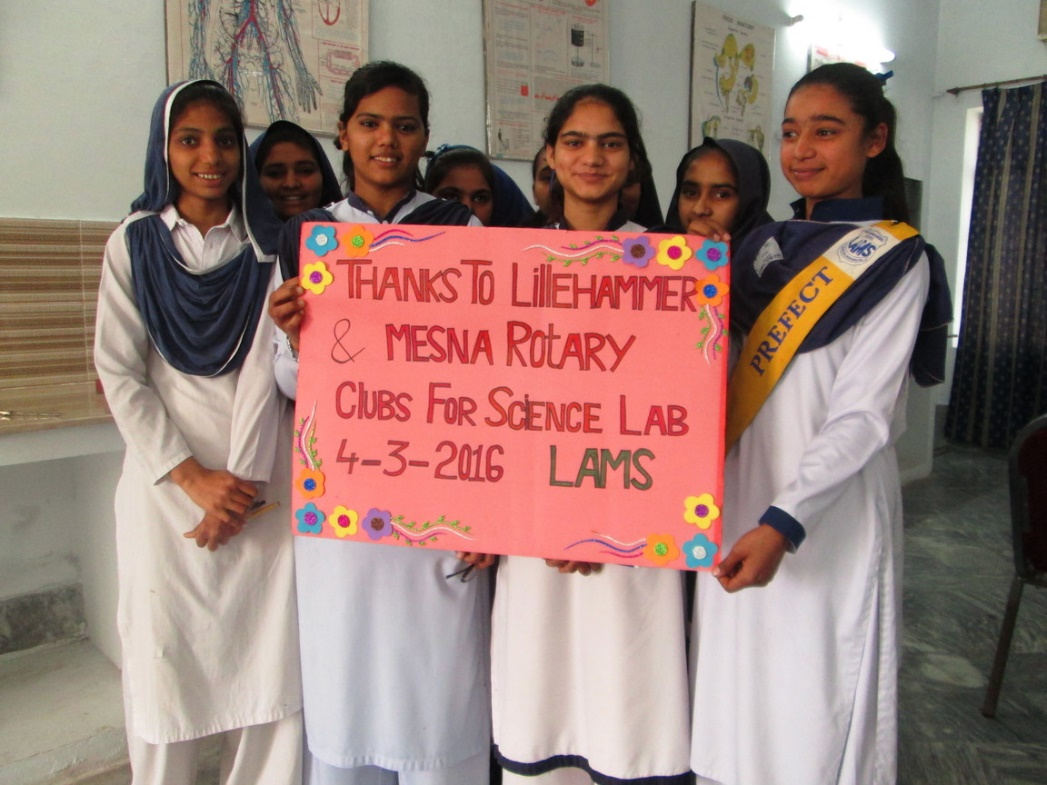 THANKS TO LillEHAMMER
& MESNA RotARY
ClUBS FOR SCiENCE LAB
4-3-2016 LAMS
PREFECT